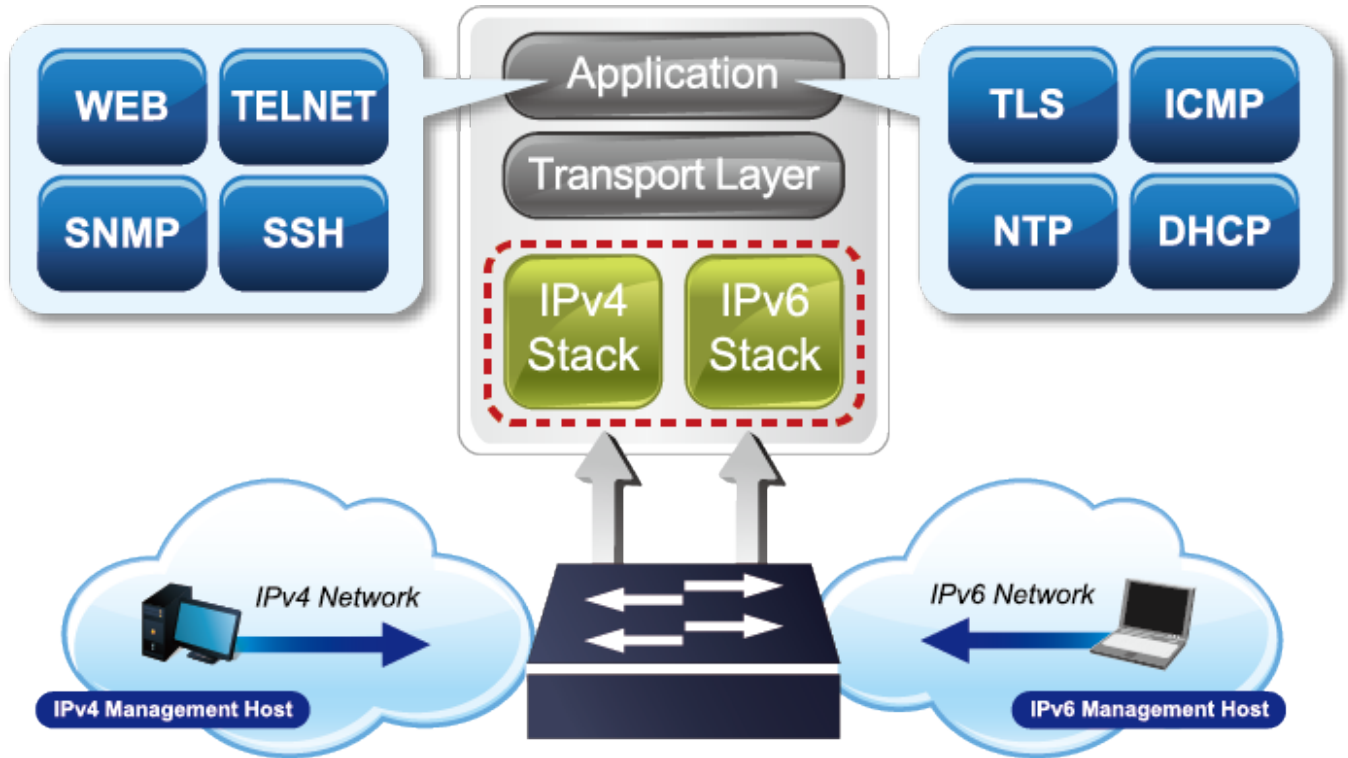 WEB
TELNET
SNMP
SSH
Application
Transport Layer
IPv4
Stack
IPv6
Stack
TLS
ICMP
NTP
DHCP
IPv4 Network
IPv4 Management Host
IPv6 Network
IPv6 Management Host